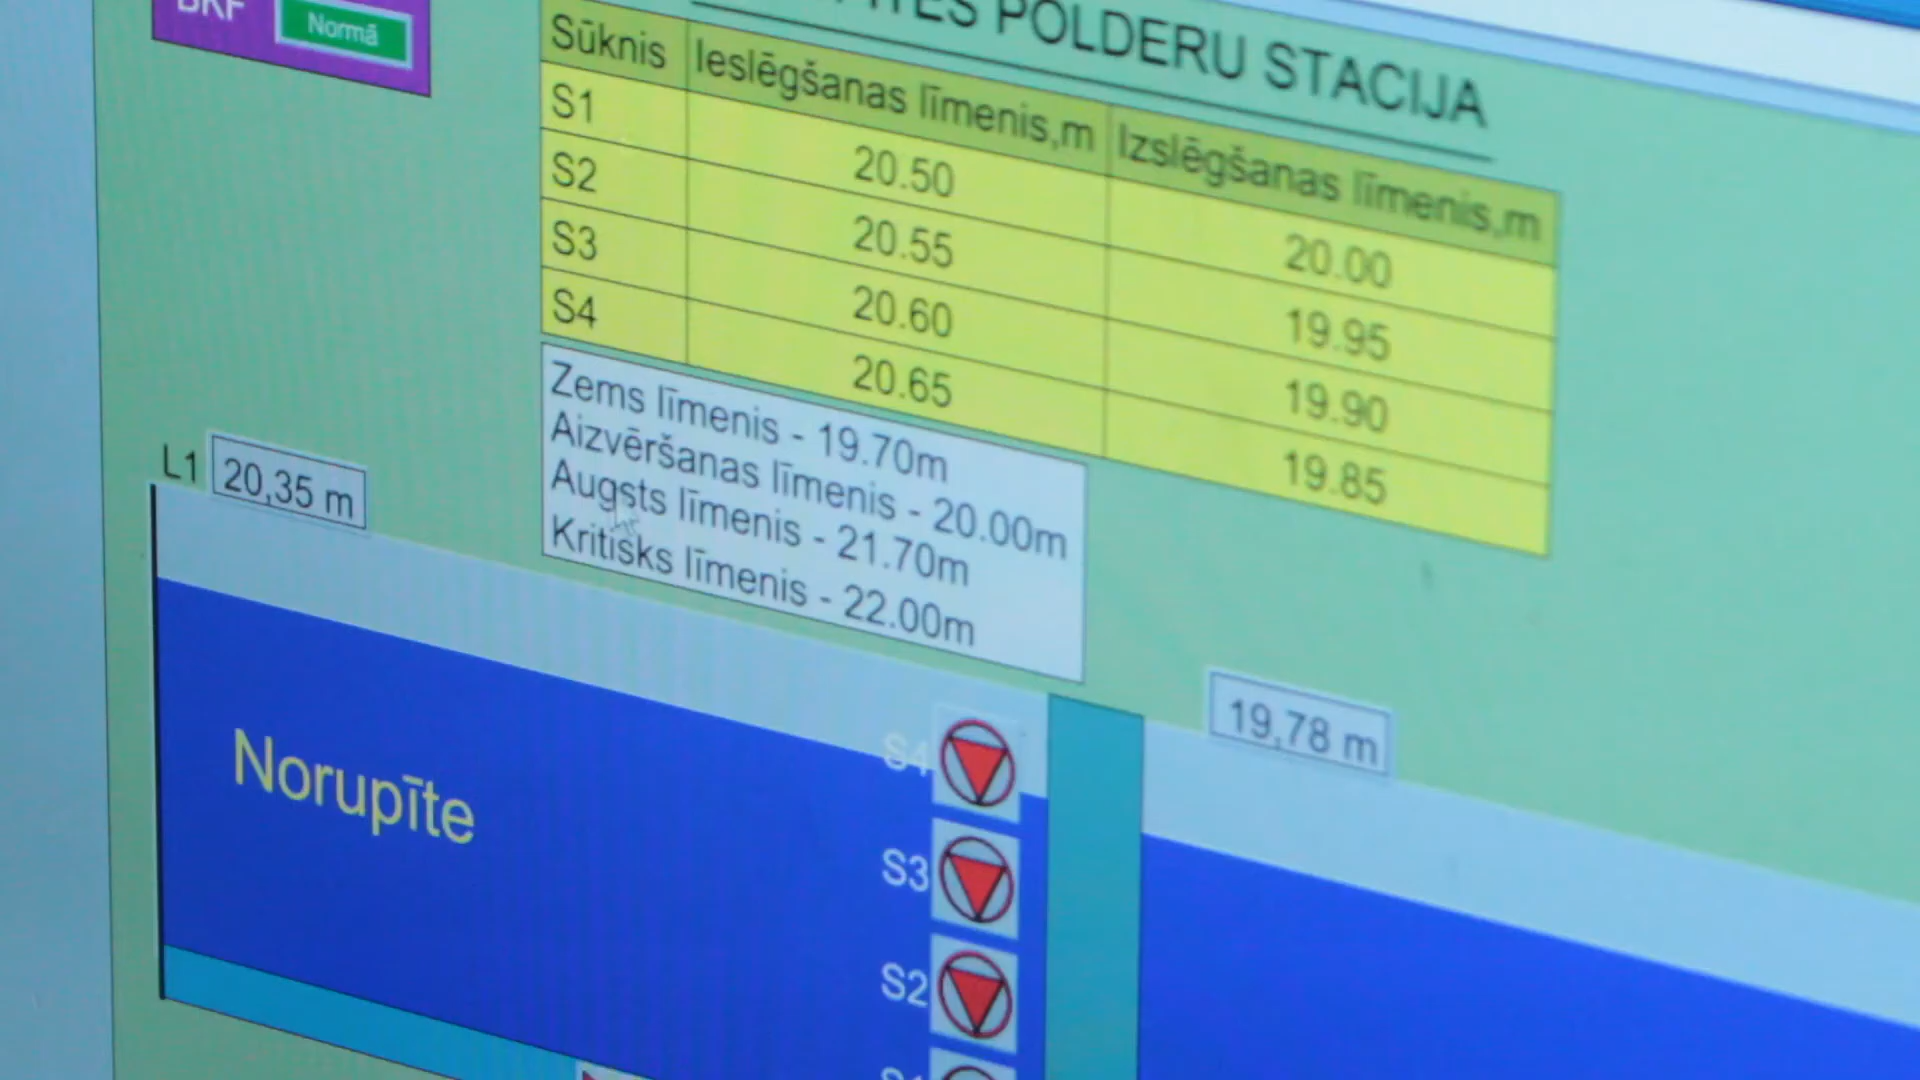 BKF
Normā
POLDERU STACIJA
Sūknis Ieslēgšanas līmenis,m Izslēgšanas līmenis,m
S1 20.50 20.00
S2 20.55 19.95
S3 20.60 19.90
S4 20.65 19.85
Zems līmenis - 19.70m
Aizvēršanas līmenis - 20.00m
Augsts līmenis - 21.70m
Kritisks līmenis - 22.00m
L1 20,35 m
19,78 m
Norupīte
S4
S3
S2